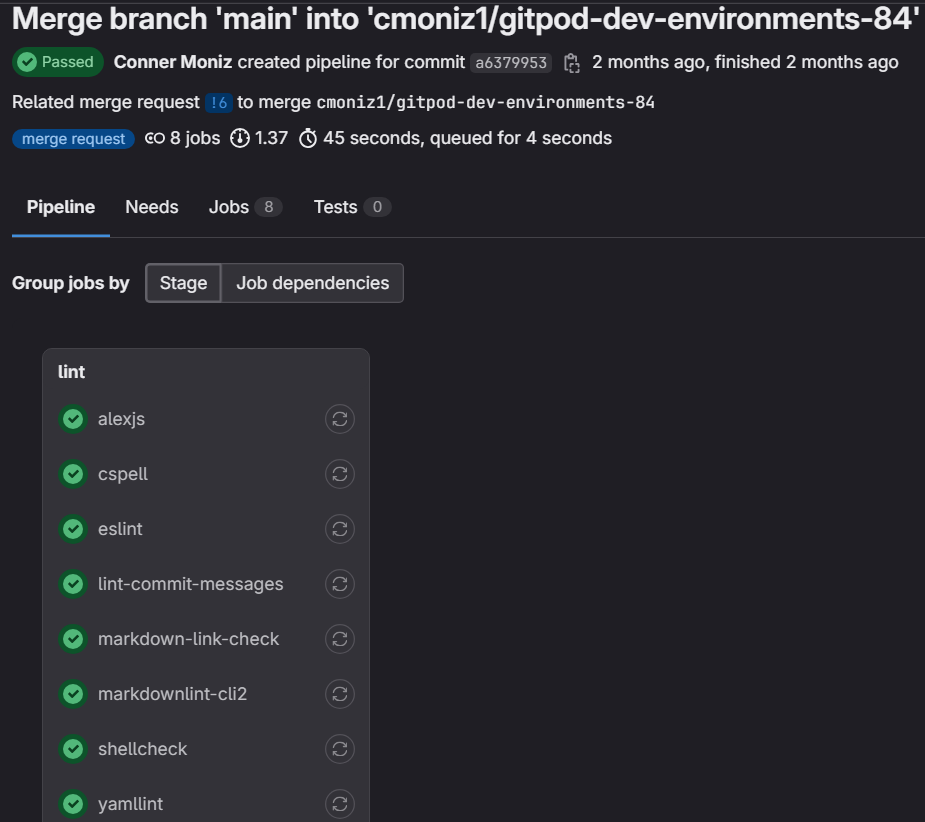 Merge branch 'main' into 'cmoniz1/gitpod-dev-environments-84'
Passed Conner Moniz created pipeline for commit a6379953 2 months ago, finished 2 months ago
Related merge request !6 to merge cmoniz1/gitpod-dev-environments-84
merge request 8 jobs 1.37 45 seconds, queued for 4 seconds
Pipeline Needs Jobs 8 Tests 0
Group jobs by Stage Job dependencies
lint
alexjs
cspell
eslint
lint-commit-messages
markdown-link-check
markdownlint-cli2
shellcheck
yamllint